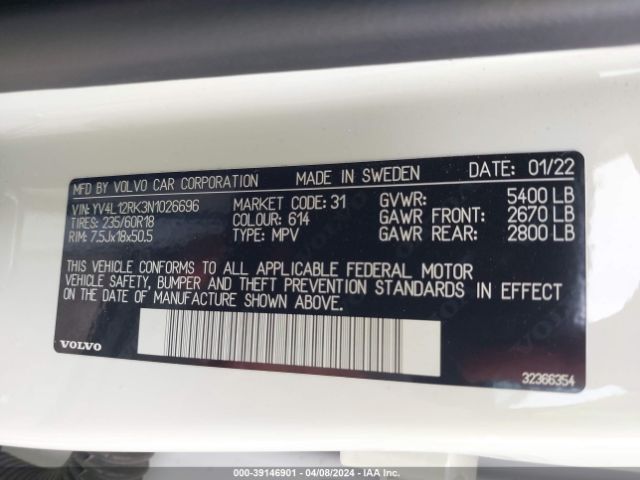 MFD BY VOLVO CAR CORPORATION MADE IN SWEDEN DATE: 01/22
VIN: YV4L12RK3N1026696 MARKET CODE: 31 GVWR: 5400 LB
TIRES: 235/60R18 COLOUR: 614 GAWR FRONT: 2670 LB
RIM: 7.5Jx18x50.5 TYPE: MPV GAWR REAR: 2800 LB
THIS VEHICLE CONFORMS TO ALL APPLICABLE FEDERAL MOTOR
VEHICLE SAFETY, BUMPER AND THEFT PREVENTION STANDARDS IN EFFECT
ON THE DATE OF MANUFACTURE SHOWN ABOVE.
VOLVO
32366354
000-39146901 - 04/08/2024 - IAAI.Com, Inc.